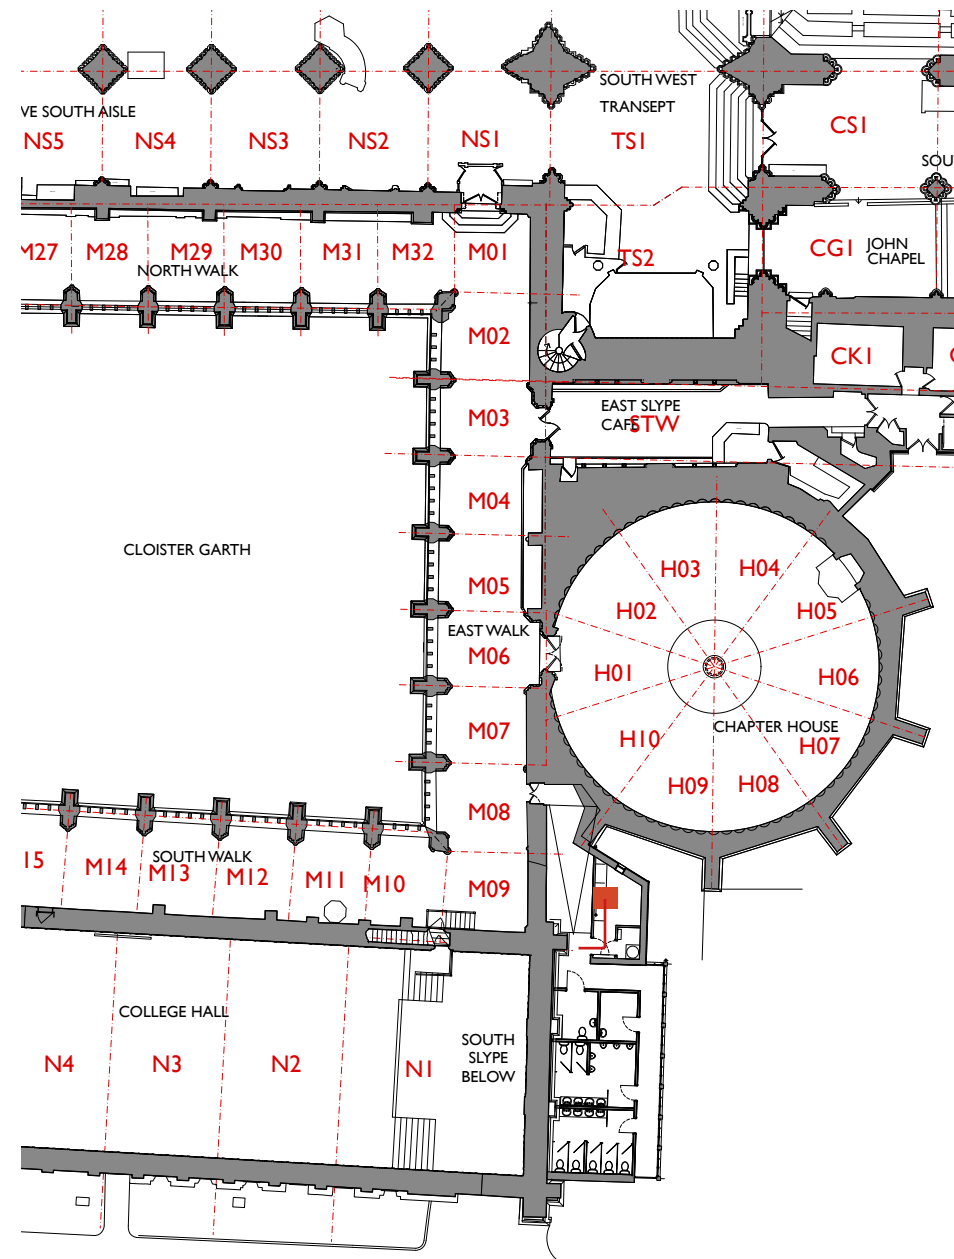 SOUTH WEST
TRANSEPT
VE SOUTH AISLE
NS5
NS4
NS3
NS2
NS1
TS1
CS1
SOU
M27
M28
M29
M30
M31
M32
M01
NORTH WALK
TS2
CG1
JOHN
CHAPEL
M02
CK1
M03
EAST SLYPE
CAFE
STW
M04
CLOISTER GARTH
M05
EAST WALK
M06
M07
M08
M09
H03
H04
H02
H05
H01
H06
CHAPTER HOUSE
H10
H07
H09
H08
15
M14
SOUTH WALK
M13
M12
M11
M10
COLLEGE HALL
SOUTH
SLYPE
BELOW
N4
N3
N2
N1